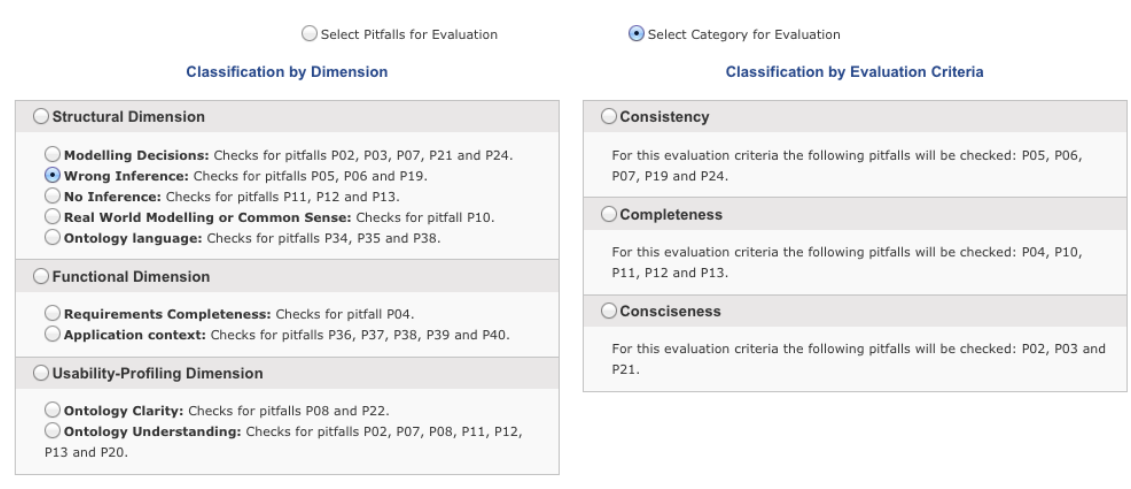 Select Pitfalls for Evaluation
Select Category for Evaluation
Classification by Dimension
Structural Dimension
Modelling Decisions: Checks for pitfalls P02, P03, P07, P21 and P24.
Wrong Inference: Checks for pitfalls P05, P06 and P19.
No Inference: Checks for pitfalls P11, P12 and P13.
Real World Modelling or Common Sense: Checks for pitfall P10.
Ontology language: Checks for pitfalls P34, P35 and P38.
Functional Dimension
Requirements Completeness: Checks for pitfall P04.
Application context: Checks for pitfalls P36, P37, P38, P39 and P40.
Usability-Profiling Dimension
Ontology Clarity: Checks for pitfalls P08 and P22.
Ontology Understanding: Checks for pitfalls P02, P07, P08, P11, P12,
P13 and P20.
Classification by Evaluation Criteria
Consistency
For this evaluation criteria the following pitfalls will be checked: P05, P06,
P07, P19 and P24.
Completeness
For this evaluation criteria the following pitfalls will be checked: P04, P10,
P11, P12 and P13.
Consciseness
For this evaluation criteria the following pitfalls will be checked: P02, P03 and
P21.